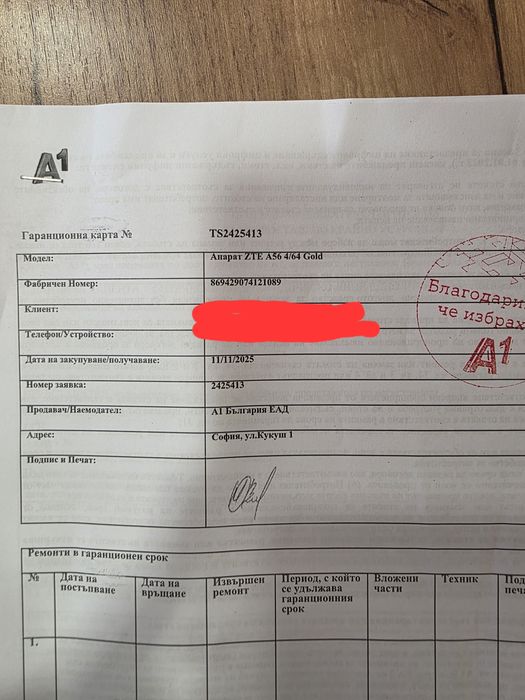 A1
Гаранционна карта № TS2425413
Модел: Апарат ZTE A56 4/64 Gold
Фабричен Номер: 869429074121089
Клиент:
Телефон/Устройство:
Дата на закупуване/получаване: 11/11/2025
Номер заявка: 2425413
Продавач/Наемодател: А1 България ЕАД
Адрес: София, ул.Кукуш 1
Подпис и Печат:
Благодарим
че избрах
A1
Ремонти в гаранционен срок
№ Дата на постъпване Дата на връщане Извършен ремонт Период, с който се удължава гаранционния срок Вложени части Техник Под печ
1.